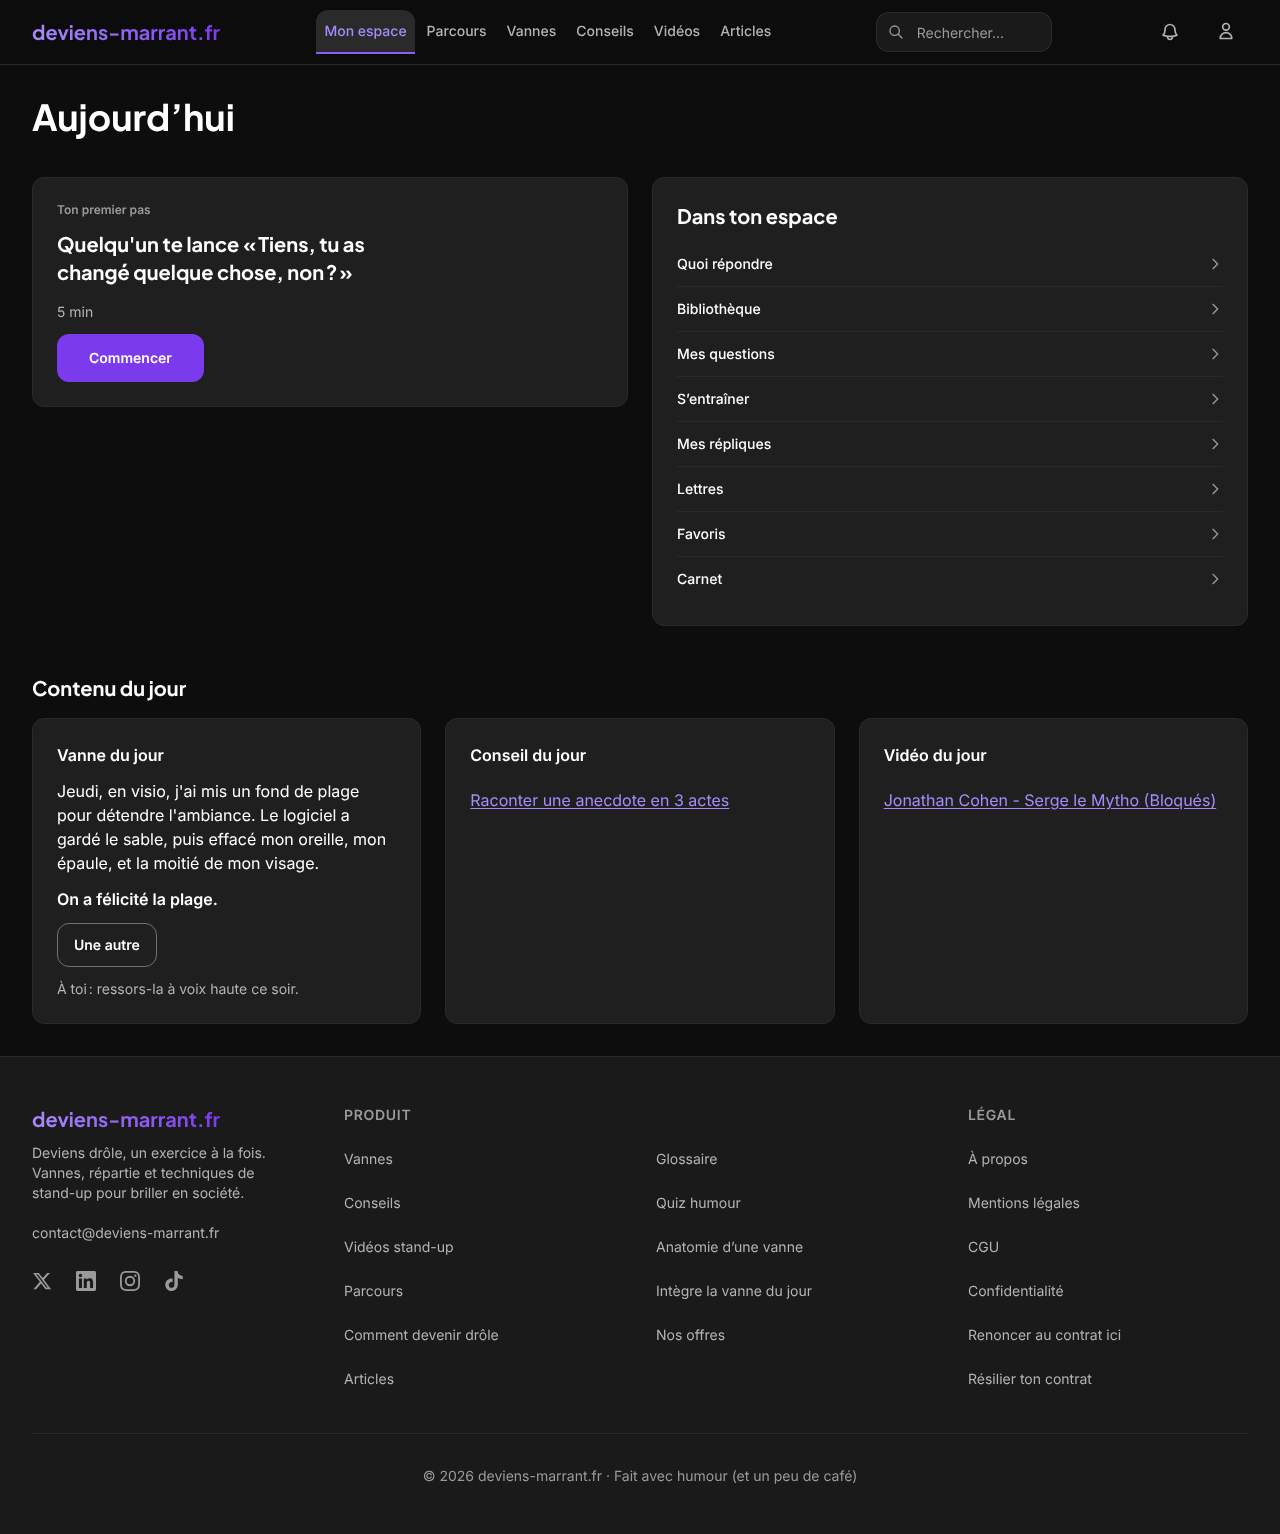 deviens-marrant.fr
Mon espace
Parcours
Vannes
Conseils
Vidéos
Articles
Rechercher...
Aujourd’hui
Ton premier pas
Quelqu'un te lance « Tiens, tu as
changé quelque chose, non ? »
5 min
Commencer
Dans ton espace
Quoi répondre
Bibliothèque
Mes questions
S’entraîner
Mes répliques
Lettres
Favoris
Carnet
Contenu du jour
Vanne du jour
Jeudi, en visio, j'ai mis un fond de plage
pour détendre l'ambiance. Le logiciel a
gardé le sable, puis effacé mon oreille, mon
épaule, et la moitié de mon visage.
On a félicité la plage.
Une autre
À toi : ressors-la à voix haute ce soir.
Conseil du jour
Raconter une anecdote en 3 actes
Vidéo du jour
Jonathan Cohen - Serge le Mytho (Bloqués)
deviens-marrant.fr
Deviens drôle, un exercice à la fois.
Vannes, répartie et techniques de
stand-up pour briller en société.
contact@deviens-marrant.fr
PRODUIT
Vannes
Conseils
Vidéos stand-up
Parcours
Comment devenir drôle
Articles
Glossaire
Quiz humour
Anatomie d’une vanne
Intègre la vanne du jour
Nos offres
LÉGAL
À propos
Mentions légales
CGU
Confidentialité
Renoncer au contrat ici
Résilier ton contrat
© 2026 deviens-marrant.fr · Fait avec humour (et un peu de café)